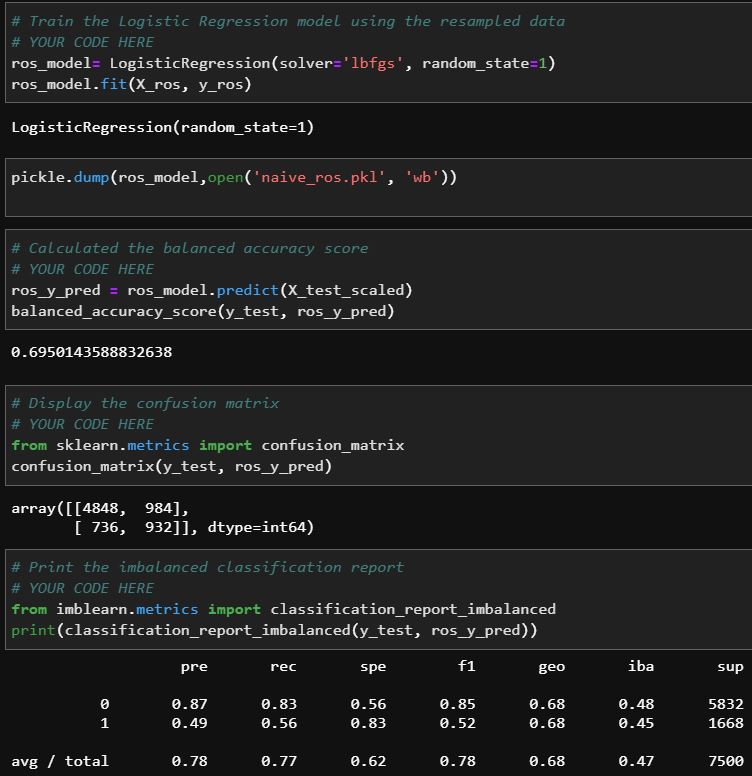 # Train the Logistic Regression model using the resampled data
# YOUR CODE HERE
ros_model= LogisticRegression(solver='lbfgs', random_state=1)
ros_model.fit(X_ros, y_ros)
LogisticRegression(random_state=1)
pickle.dump(ros_model,open('naive_ros.pkl', 'wb'))
# Calculated the balanced accuracy score
# YOUR CODE HERE
ros_y_pred = ros_model.predict(X_test_scaled)
balanced_accuracy_score(y_test, ros_y_pred)
0.6950143588832638
# Display the confusion matrix
# YOUR CODE HERE
from sklearn.metrics import confusion_matrix
confusion_matrix(y_test, ros_y_pred)
array([[4848,  984],
       [ 736,  932]], dtype=int64)
# Print the imbalanced classification report
# YOUR CODE HERE
from imblearn.metrics import classification_report_imbalanced
print(classification_report_imbalanced(y_test, ros_y_pred))
pre rec spe f1 geo iba sup
0 0.87 0.83 0.56 0.85 0.68 0.48 5832
1 0.49 0.56 0.83 0.52 0.68 0.45 1668
avg / total 0.78 0.77 0.62 0.78 0.68 0.47 7500